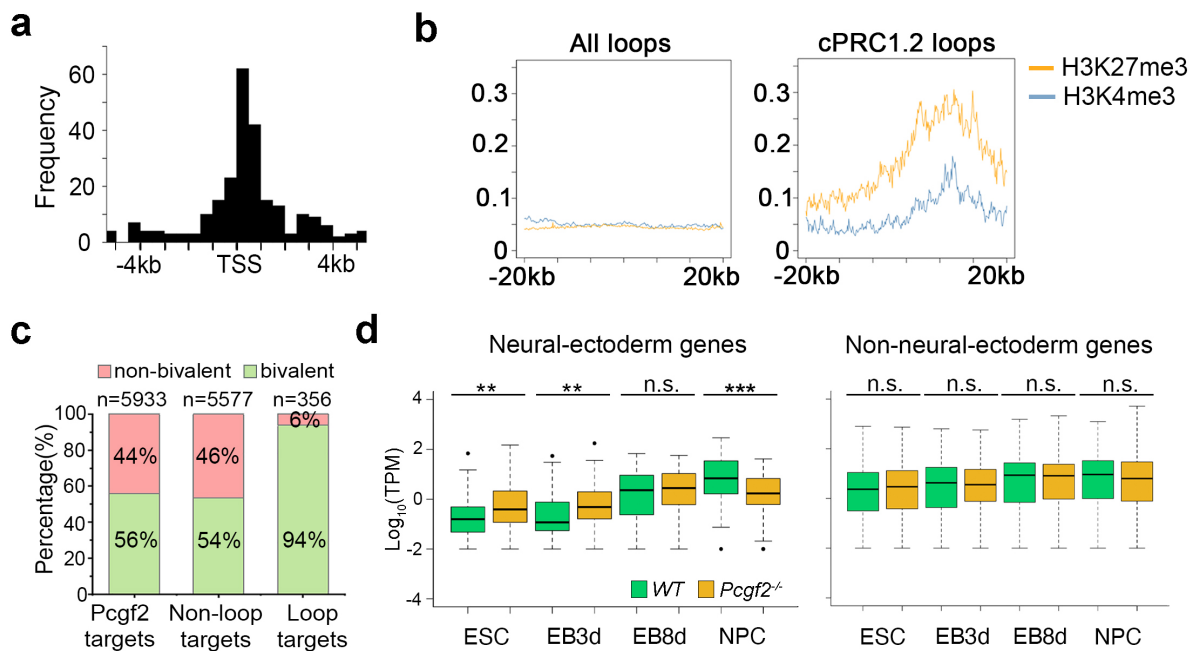 a
Frequency
60
40
20
0
-4kb
TSS
4kb
b
All loops
0.3
0.2
0.1
0
-20kb
20kb
cPRC1.2 loops
0.3
0.2
0.1
0
-20kb
20kb
H3K27me3
H3K4me3
c
non-bivalent
bivalent
n=5933
n=5577
n=356
Percentage(%)
100
80
60
40
20
0
44%
46%
6%
56%
54%
94%
Pcgf2
targets
Non-loop
targets
Loop
targets
d
Neural-ectoderm genes
Log10(TPM)
4
2
0
-2
-4
**
**
n.s.
***
WT
Pcgf2-/-
ESC
EB3d
EB8d
NPC
Non-neural-ectoderm genes
n.s.
n.s.
n.s.
n.s.
ESC
EB3d
EB8d
NPC